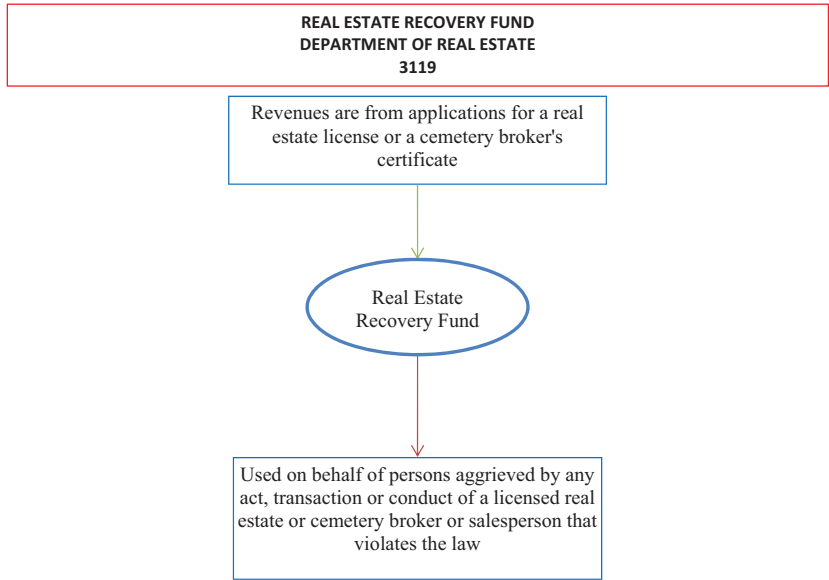 REAL ESTATE RECOVERY FUND
DEPARTMENT OF REAL ESTATE
3119
Revenues are from applications for a real
estate license or a cemetery broker's
certificate
Real Estate
Recovery Fund
Used on behalf of persons aggrieved by any
act, transaction or conduct of a licensed real
estate or cemetery broker or salesperson that
violates the law